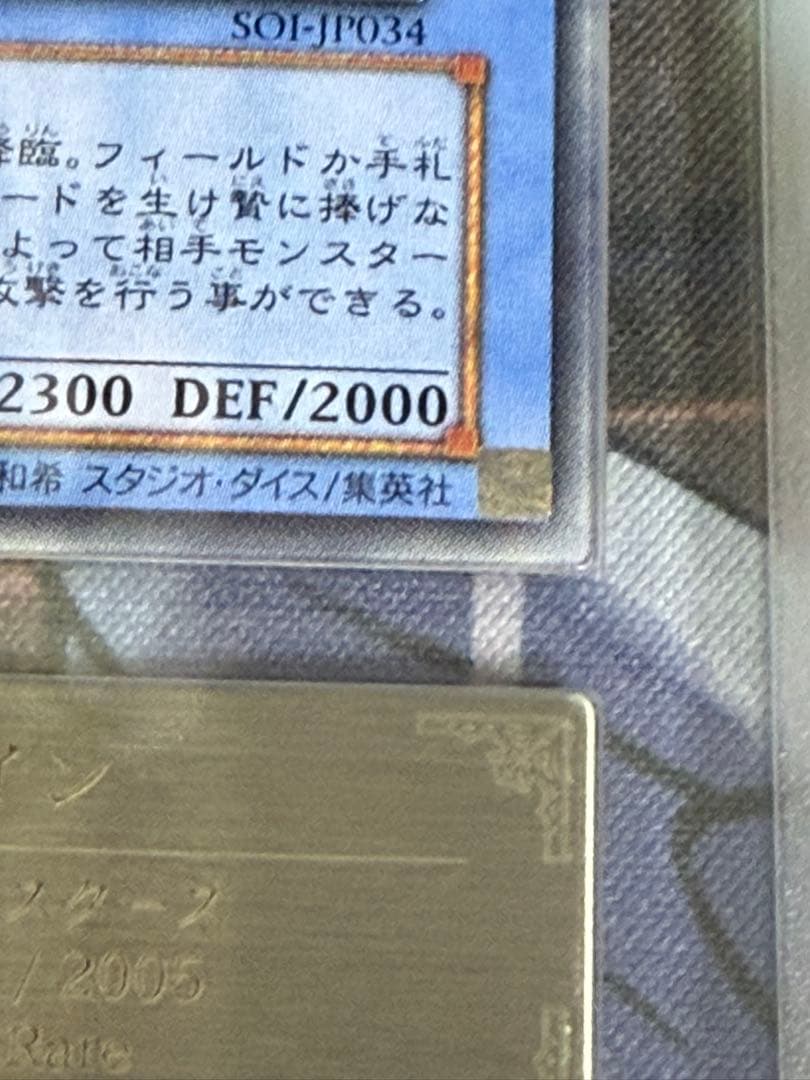 SOI-JP034
臨。フィールドか手札
ードを生け贄に捧げな
よって相手モンスター
攻撃を行う事ができる。
2300 DEF/2000
和希 スタジオ・ダイス/集英社
イン
スターズ
/ 2005
Rare